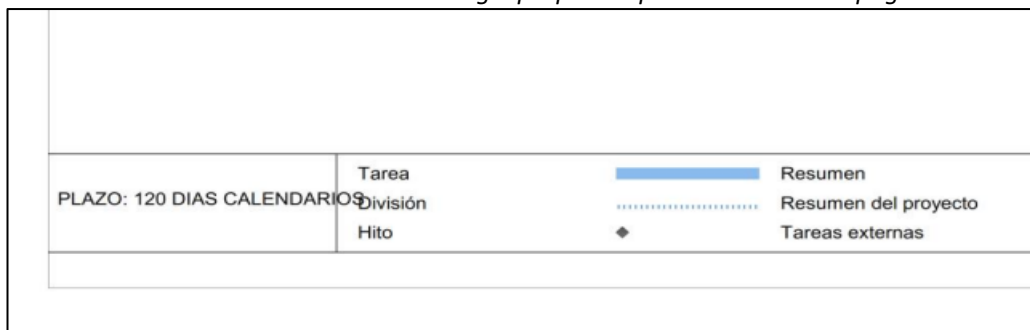 PLAZO: 120 DIAS CALENDARIOS
Tarea
División
Hito
Resumen
Resumen del proyecto
Tareas externas